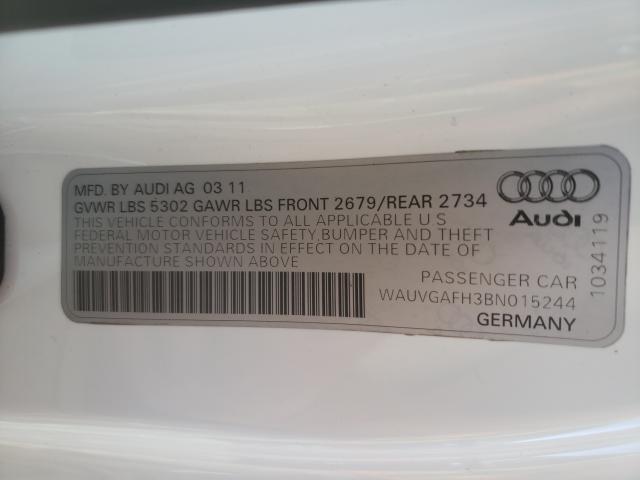 MFD. BY AUDI AG 03 11
GVWR LBS 5302 GAWR LBS FRONT 2679/REAR 2734
THIS VEHICLE CONFORMS TO ALL APPLICABLE U S
FEDERAL MOTOR VEHICLE SAFETY,BUMPER AND THEFT
PREVENTION STANDARDS IN EFFECT ON THE DATE OF
MANUFACTURE SHOWN ABOVE
PASSENGER CAR
WAUVGAFH3BN015244
GERMANY
Audi
1034119